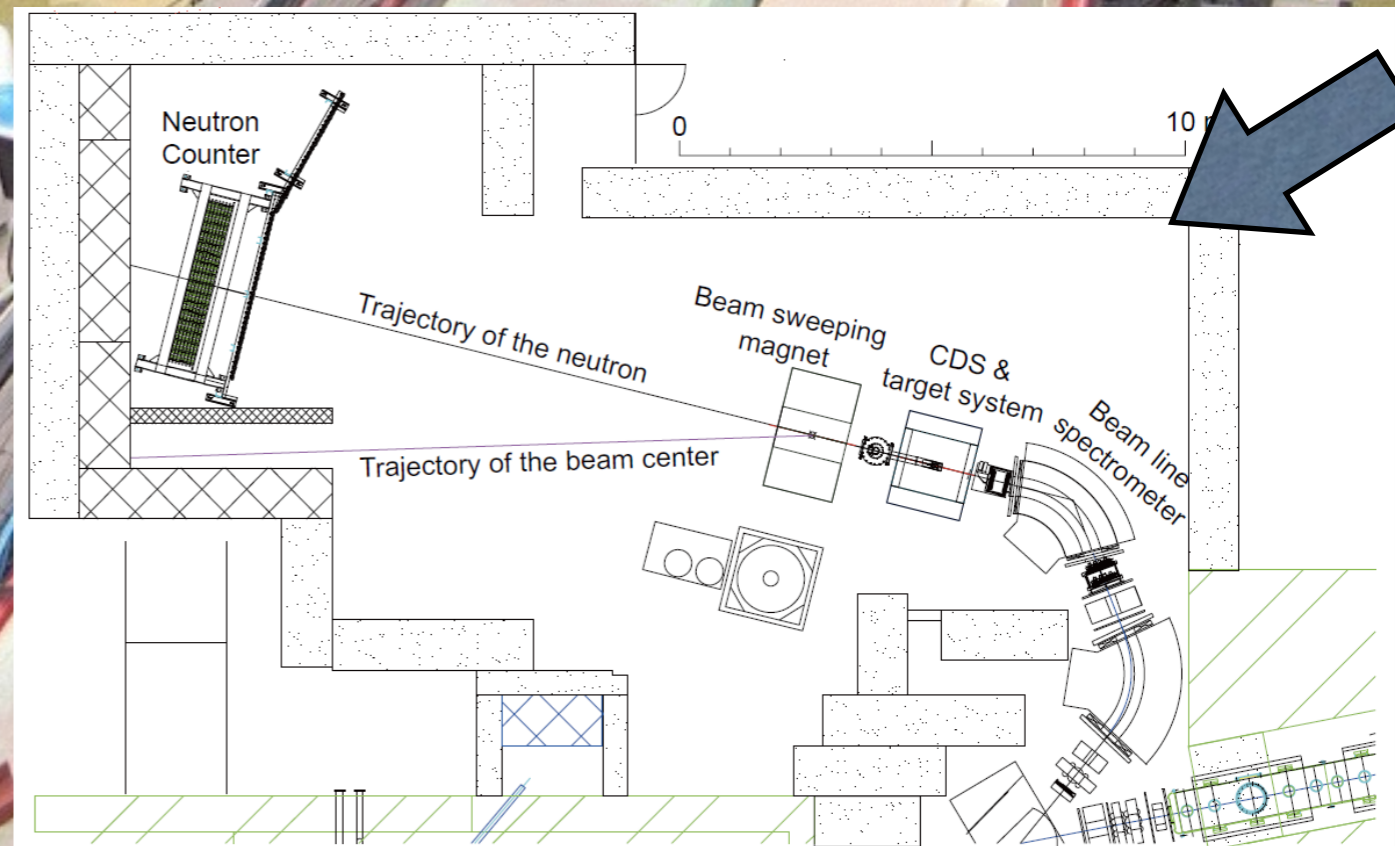 Neutron
Counter
0
10
Trajectory of the neutron
Beam sweeping
magnet
CDS &
target system
Beam line
spectrometer
Trajectory of the beam center